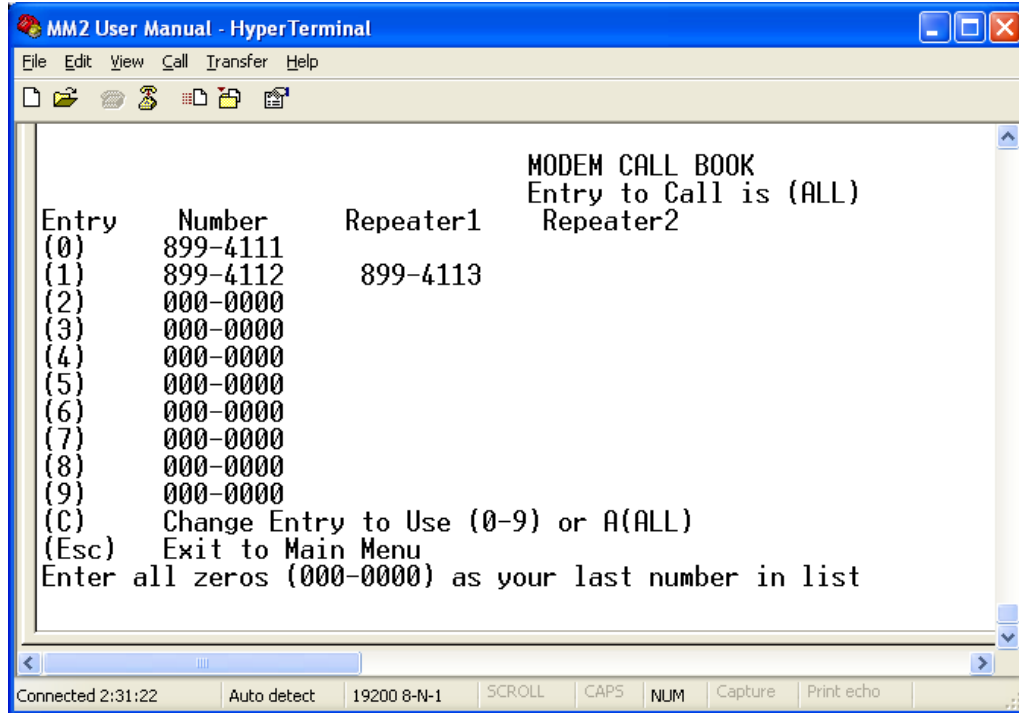 MM2 User Manual - HyperTerminal
File Edit View Call Transfer Help
MODEM CALL BOOK
Entry to Call is (ALL)
Entry Number Repeater1 Repeater2
(0) 899-4111
(1) 899-4112 899-4113
(2) 000-0000
(3) 000-0000
(4) 000-0000
(5) 000-0000
(6) 000-0000
(7) 000-0000
(8) 000-0000
(9) 000-0000
(C) Change Entry to Use (0-9) or A(ALL)
(Esc) Exit to Main Menu
Enter all zeros (000-0000) as your last number in list
Connected 2:31:22 Auto detect 19200 8-N-1 SCROLL CAPS NUM Capture Print echo